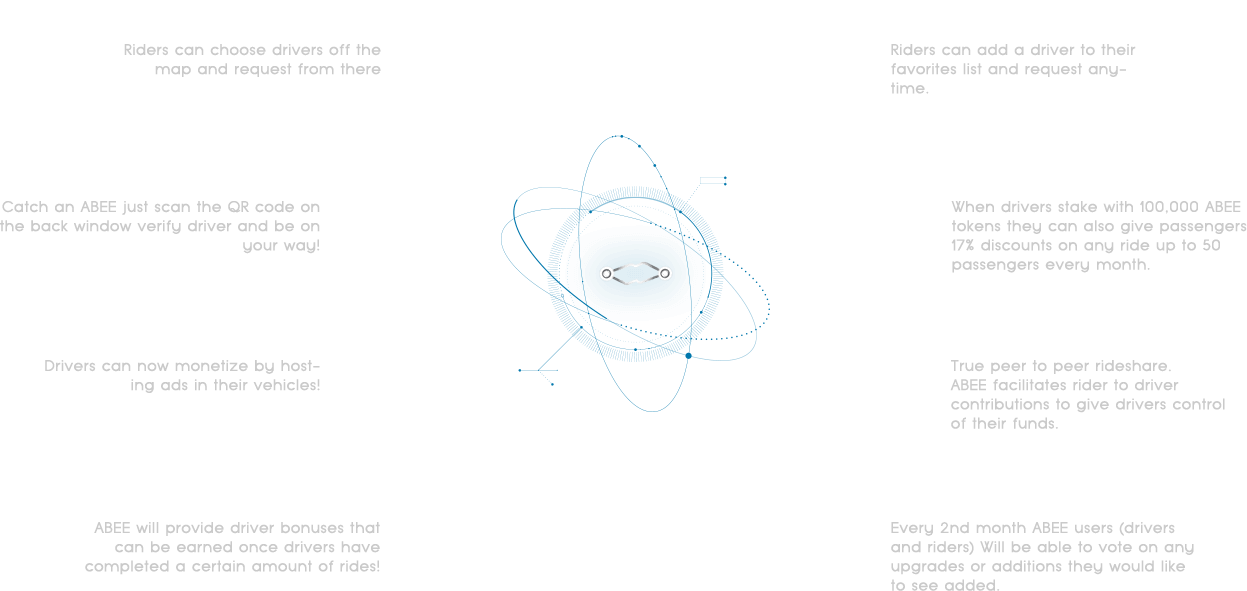 Riders can choose drivers off the
map and request from there
Riders can add a driver to their
favorites list and request any-
time.
Catch an ABEE just scan the QR code on
the back window verify driver and be on
your way!
When drivers stake with 100,000 ABEE
tokens they can also give passengers
17% discounts on any ride up to 50
passengers every month.
Drivers can now monetize by host-
ing ads in their vehicles!
True peer to peer rideshare.
ABEE facilitates rider to driver
contributions to give drivers control
of their funds.
ABEE will provide driver bonuses that
can be earned once drivers have
completed a certain amount of rides!
Every 2nd month ABEE users (drivers
and riders) Will be able to vote on any
upgrades or additions they would like
to see added.